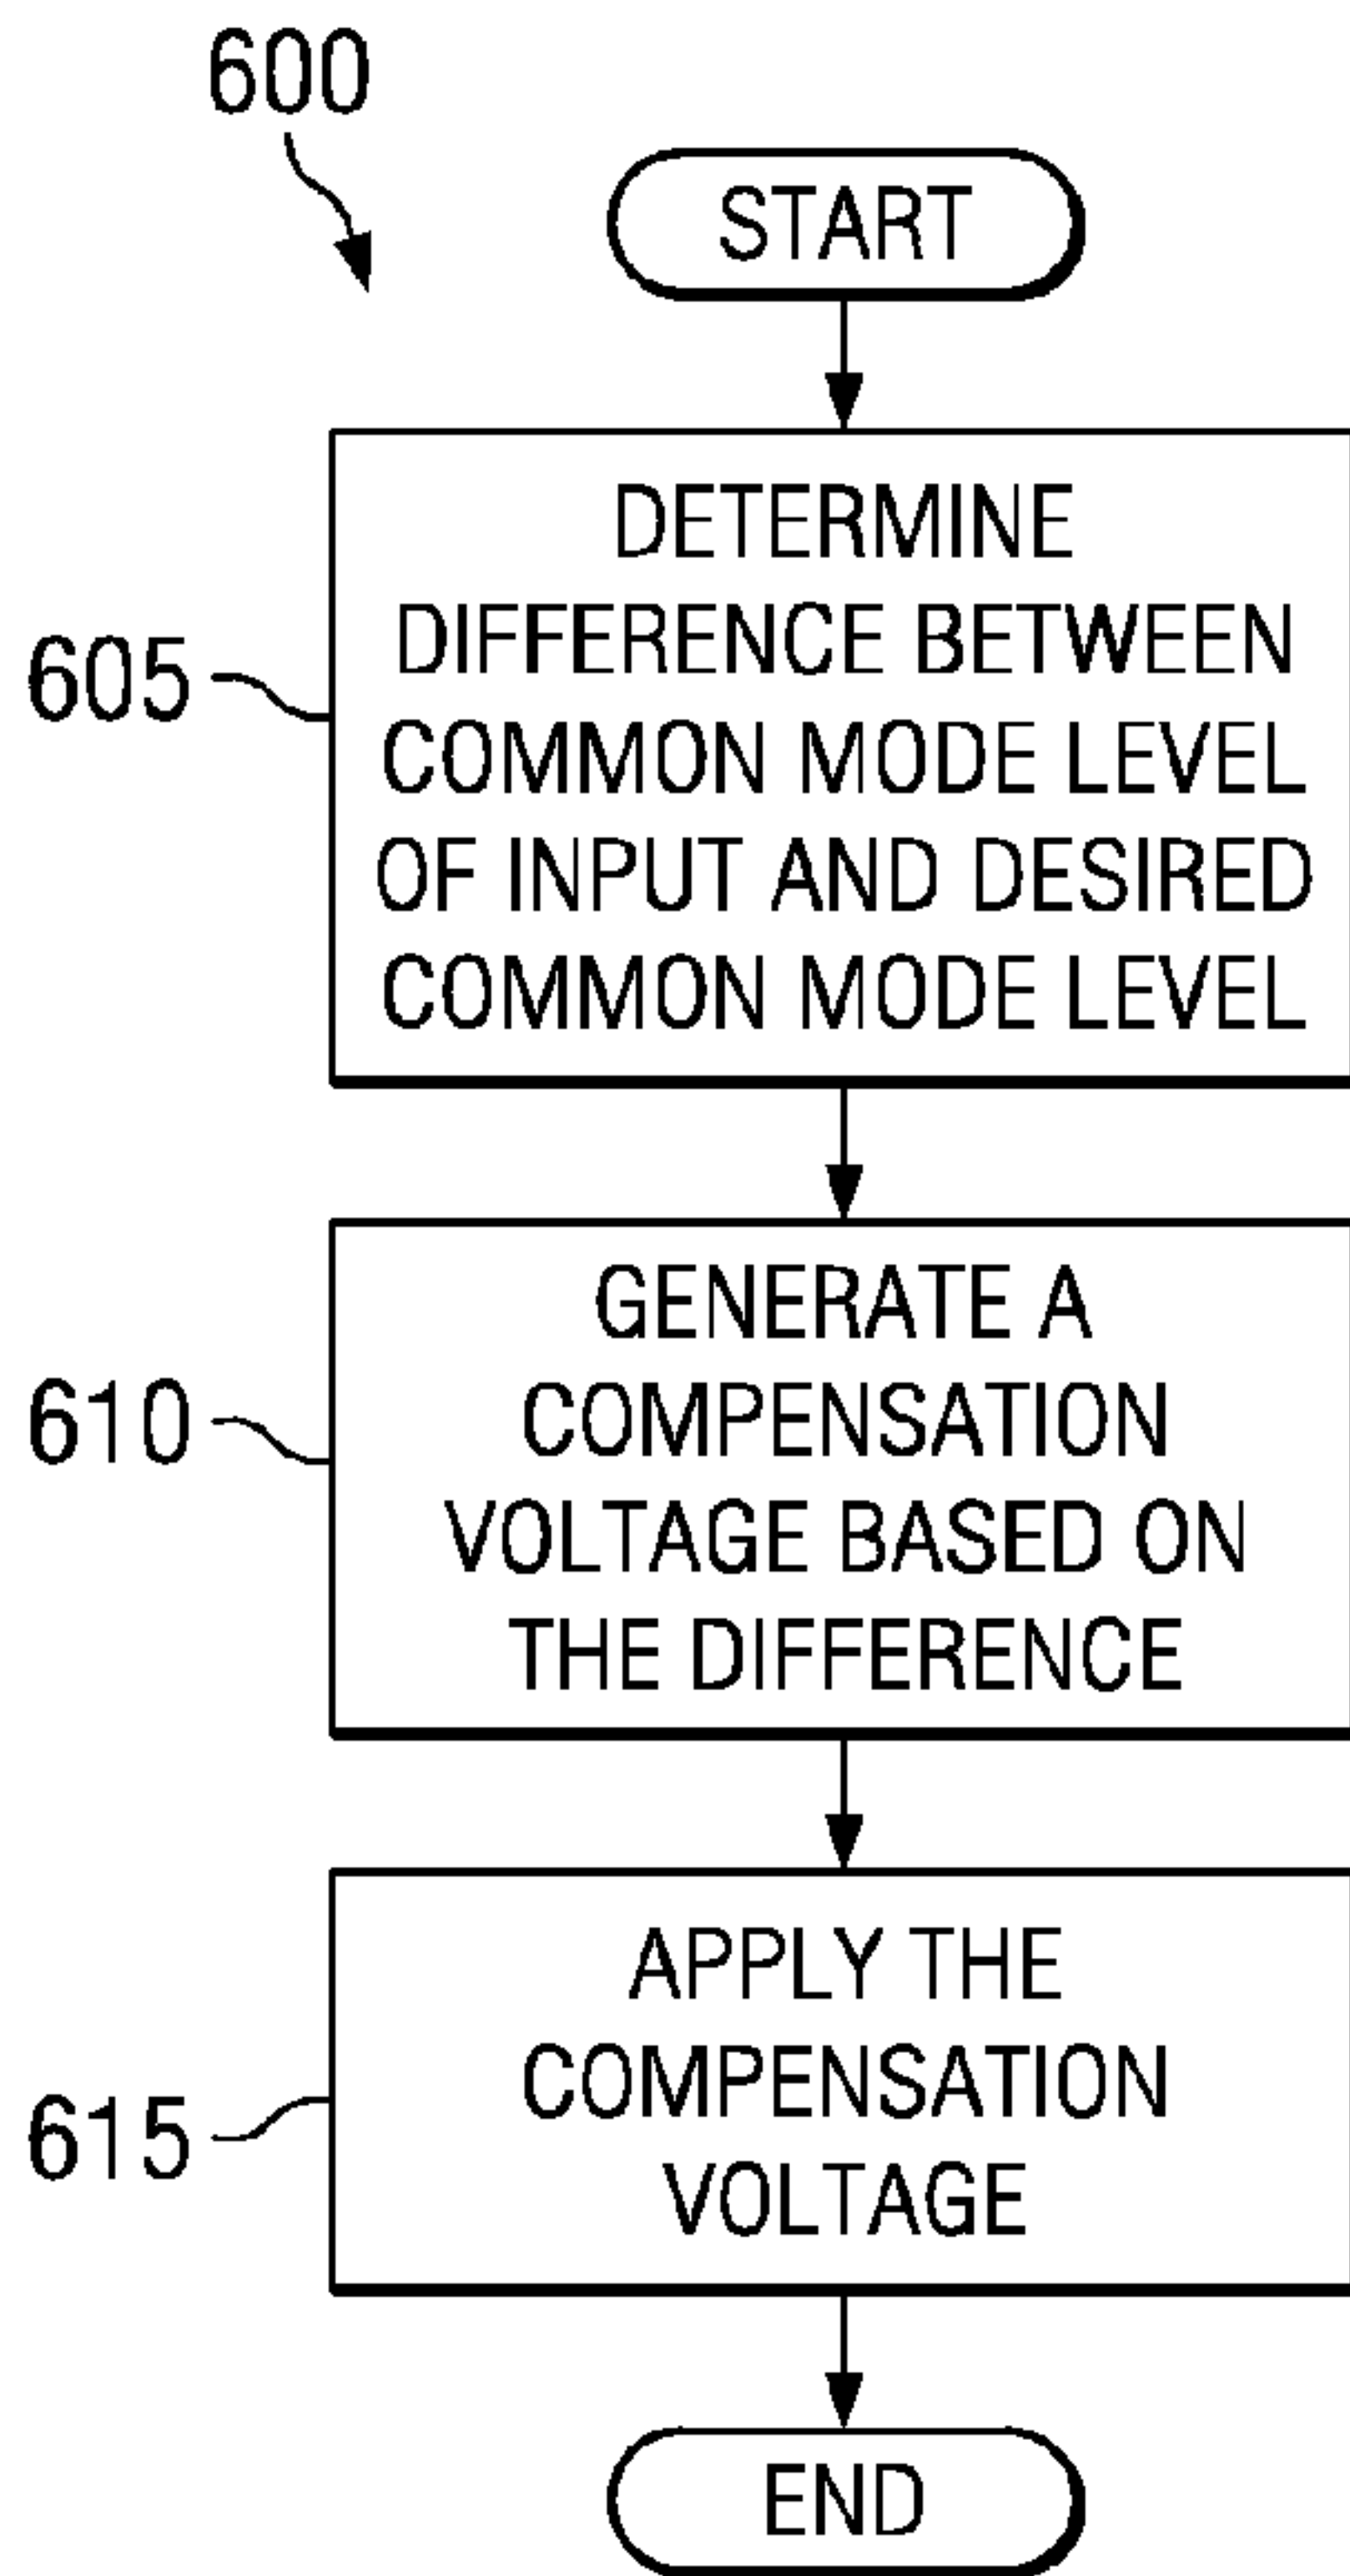 600
START
605
DETERMINE
DIFFERENCE BETWEEN
COMMON MODE LEVEL
OF INPUT AND DESIRED
COMMON MODE LEVEL
610
GENERATE A
COMPENSATION
VOLTAGE BASED ON
THE DIFFERENCE
615
APPLY THE
COMPENSATION
VOLTAGE
END